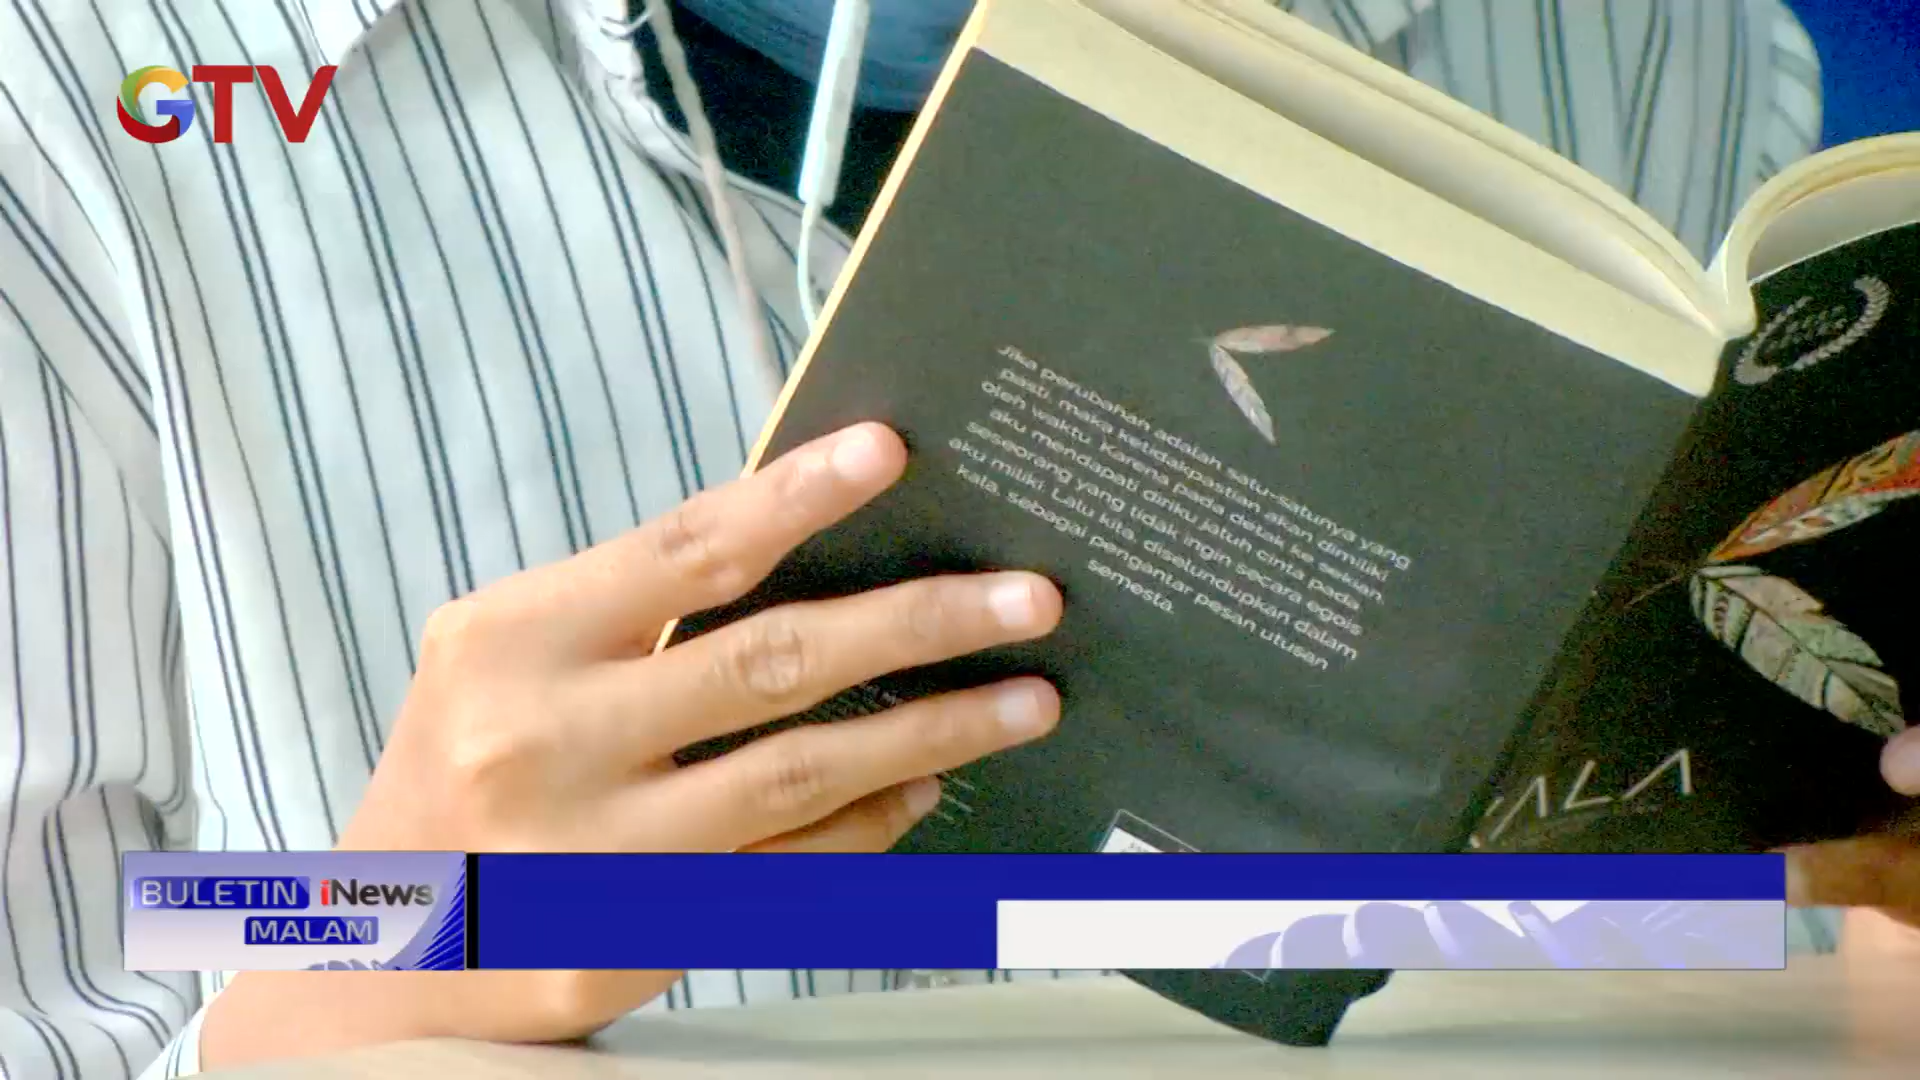 GTV
Jika perubahan adalah satu-satunya yang
pasti, maka ketidakpastian akan dimiliki
oleh waktu. Karena pada detak ke sekian,
aku mendapati diriku jatuh cinta pada
seseorang yang tidak ingin secara egois
aku miliki. Lalu kita, diselundupkan dalam
kala, sebagai pengantar pesan utusan
semesta.
ALA
BULETIN iNews
MALAM